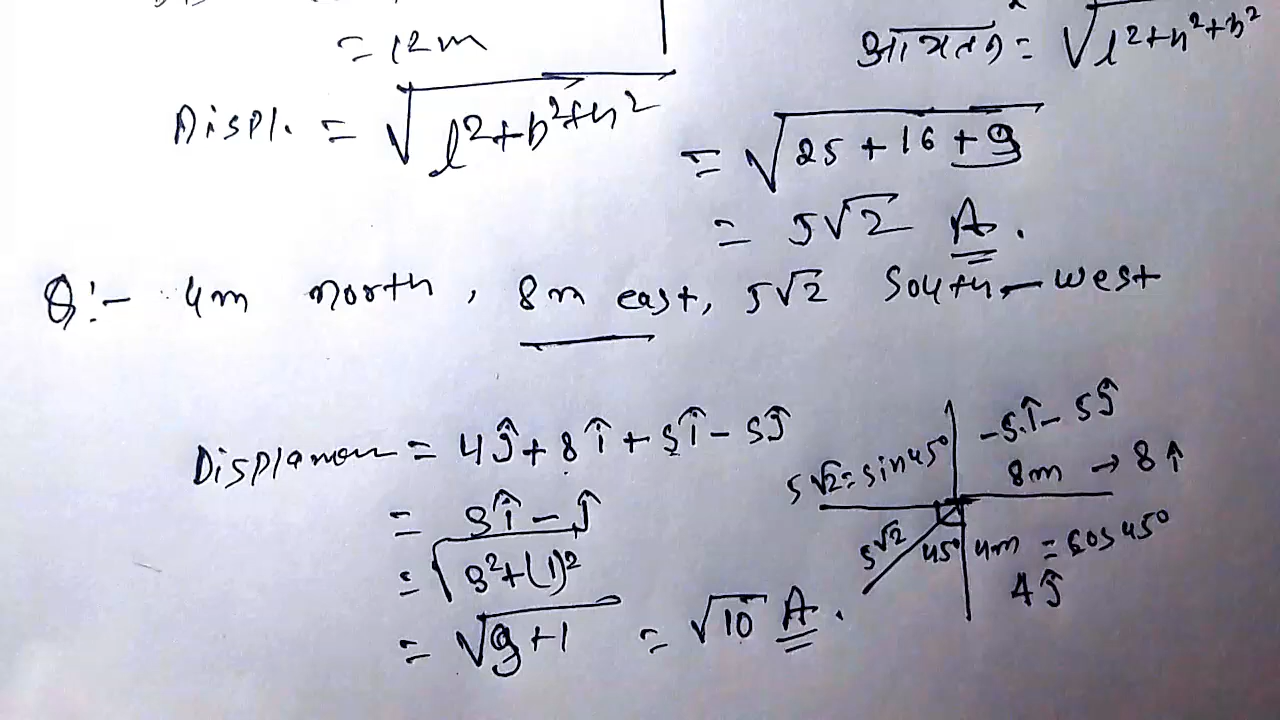 = 12m
Displ. = √l²+b²+h²
आयतन = √l²+h²+b²
= √25 + 16 + 9
= 5√2 A.
Q:- 4m north, 8m east, 5√2 South-west
= 4ĵ + 8î + 5î - 5ĵ
= 3î - ĵ
= √3²+(1)²
= √9+1 = √10 A.
5√2 = sin45°
-5î - 5ĵ
8m → 8î
5√2 45° 4m = cos45°
4ĵ